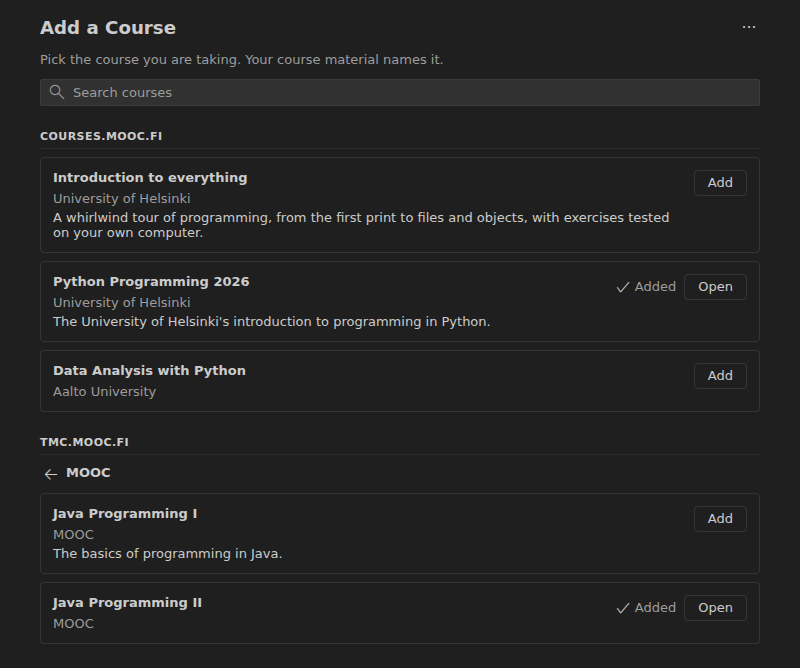 Add a Course
Pick the course you are taking. Your course material names it.
Search courses
COURSES.MOOC.FI
Introduction to everything
Add
University of Helsinki
A whirlwind tour of programming, from the first print to files and objects, with exercises tested
on your own computer.
Python Programming 2026
Added
Open
University of Helsinki
The University of Helsinki's introduction to programming in Python.
Data Analysis with Python
Add
Aalto University
TMC.MOOC.FI
MOOC
Java Programming I
Add
MOOC
The basics of programming in Java.
Java Programming II
Added
Open
MOOC